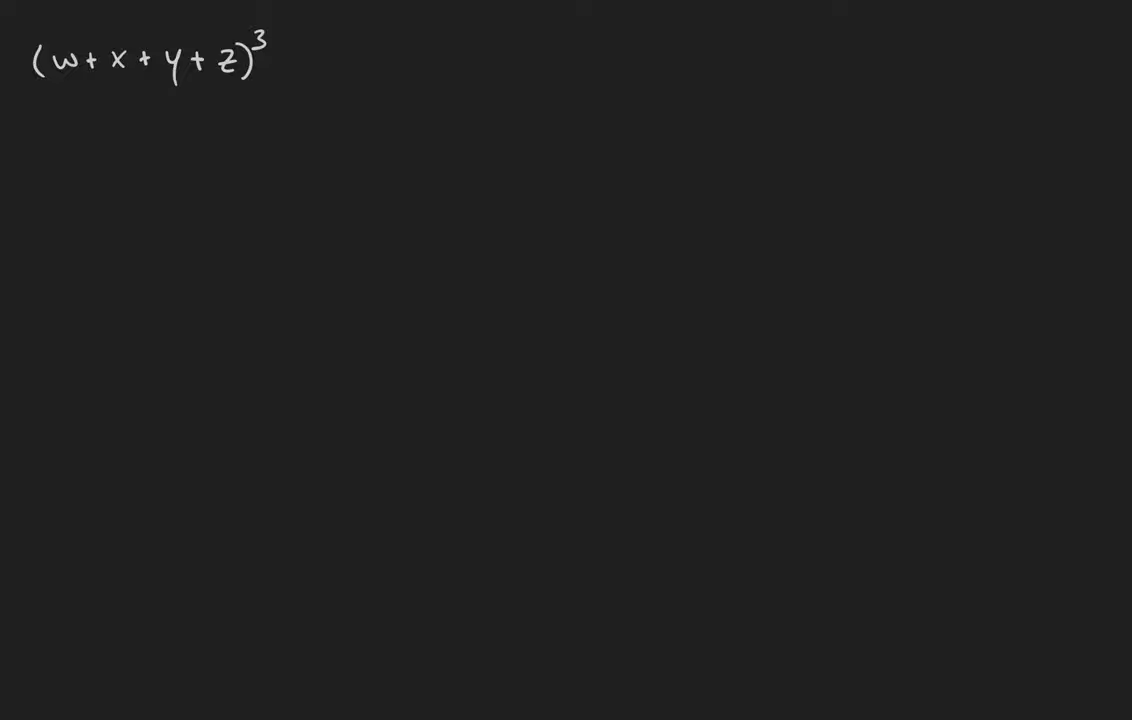 (w + x + y + z)³